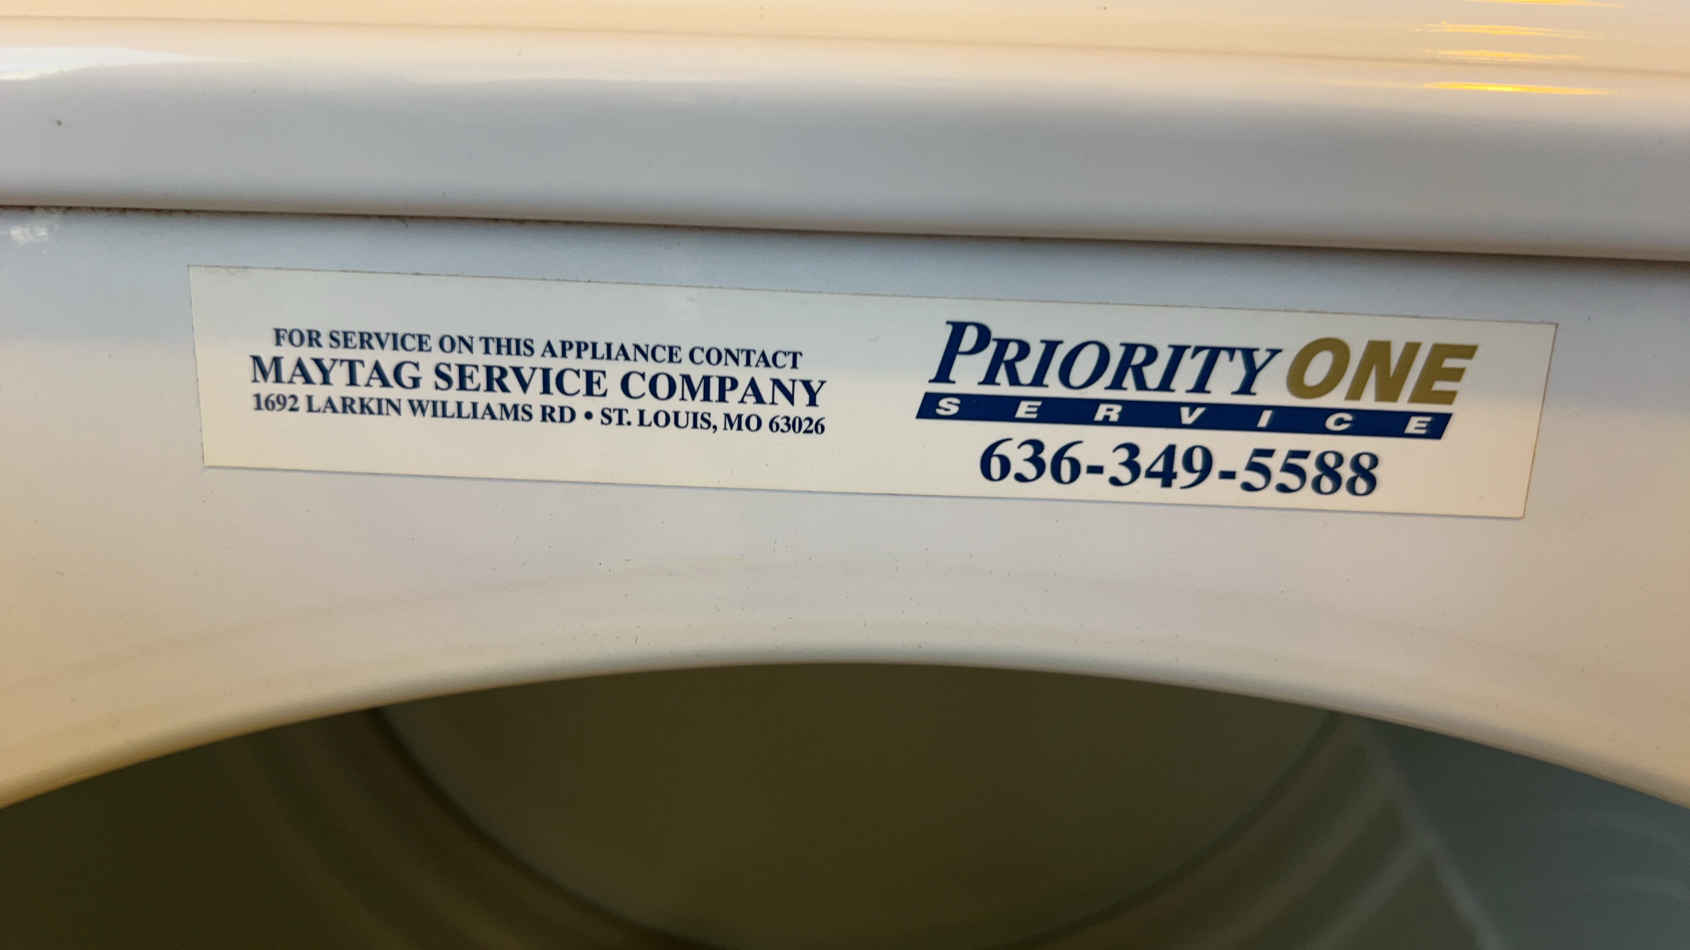 FOR SERVICE ON THIS APPLIANCE CONTACT
MAYTAG SERVICE COMPANY
1692 LARKIN WILLIAMS RD • ST. LOUIS, MO 63026
PRIORITY ONE
SERVICE
636-349-5588